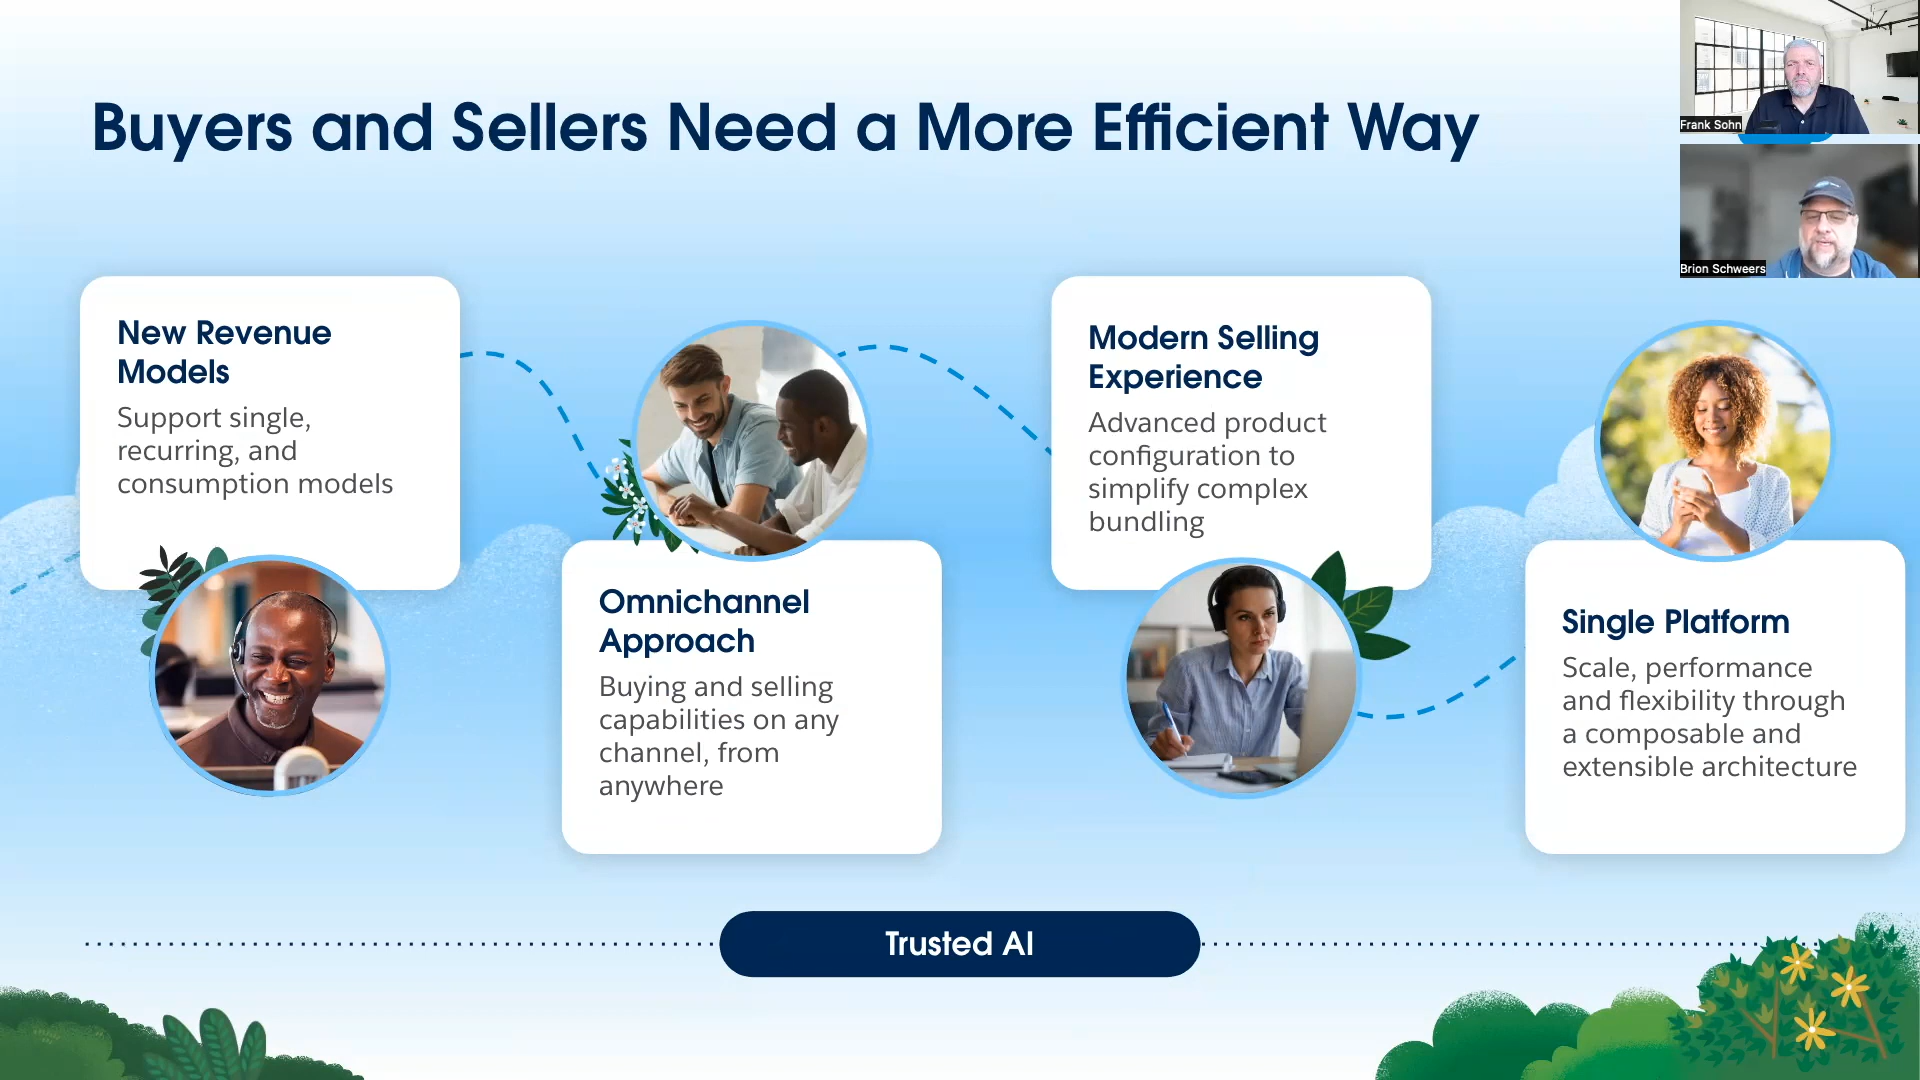 Buyers and Sellers Need a More Efficient Way
Frank Sohn
Brion Schweers
New Revenue
Models
Support single,
recurring, and
consumption models
Omnichannel
Approach
Buying and selling
capabilities on any
channel, from
anywhere
Modern Selling
Experience
Advanced product
configuration to
simplify complex
bundling
Single Platform
Scale, performance
and flexibility through
a composable and
extensible architecture
Trusted AI